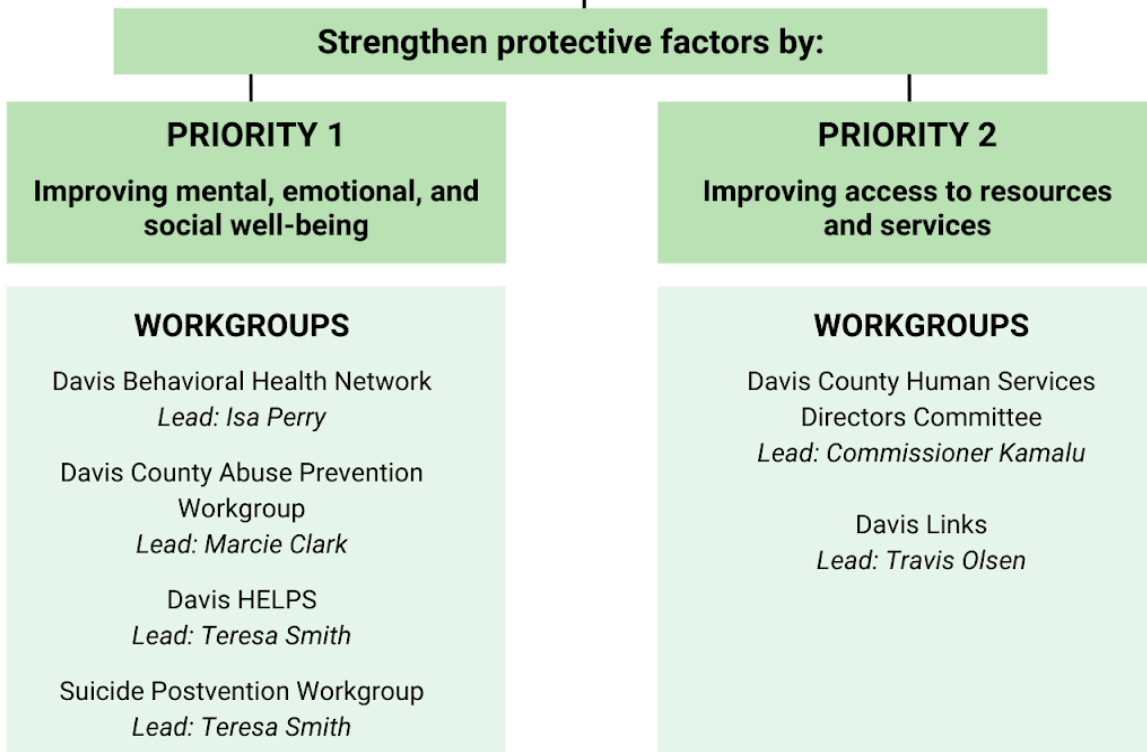 Strengthen protective factors by:
PRIORITY 1
Improving mental, emotional, and
social well-being
WORKGROUPS
Davis Behavioral Health Network
Lead: Isa Perry
Davis County Abuse Prevention
Workgroup
Lead: Marcie Clark
Davis HELPS
Lead: Teresa Smith
Suicide Postvention Workgroup
Lead: Teresa Smith
PRIORITY 2
Improving access to resources
and services
WORKGROUPS
Davis County Human Services
Directors Committee
Lead: Commissioner Kamalu
Davis Links
Lead: Travis Olsen